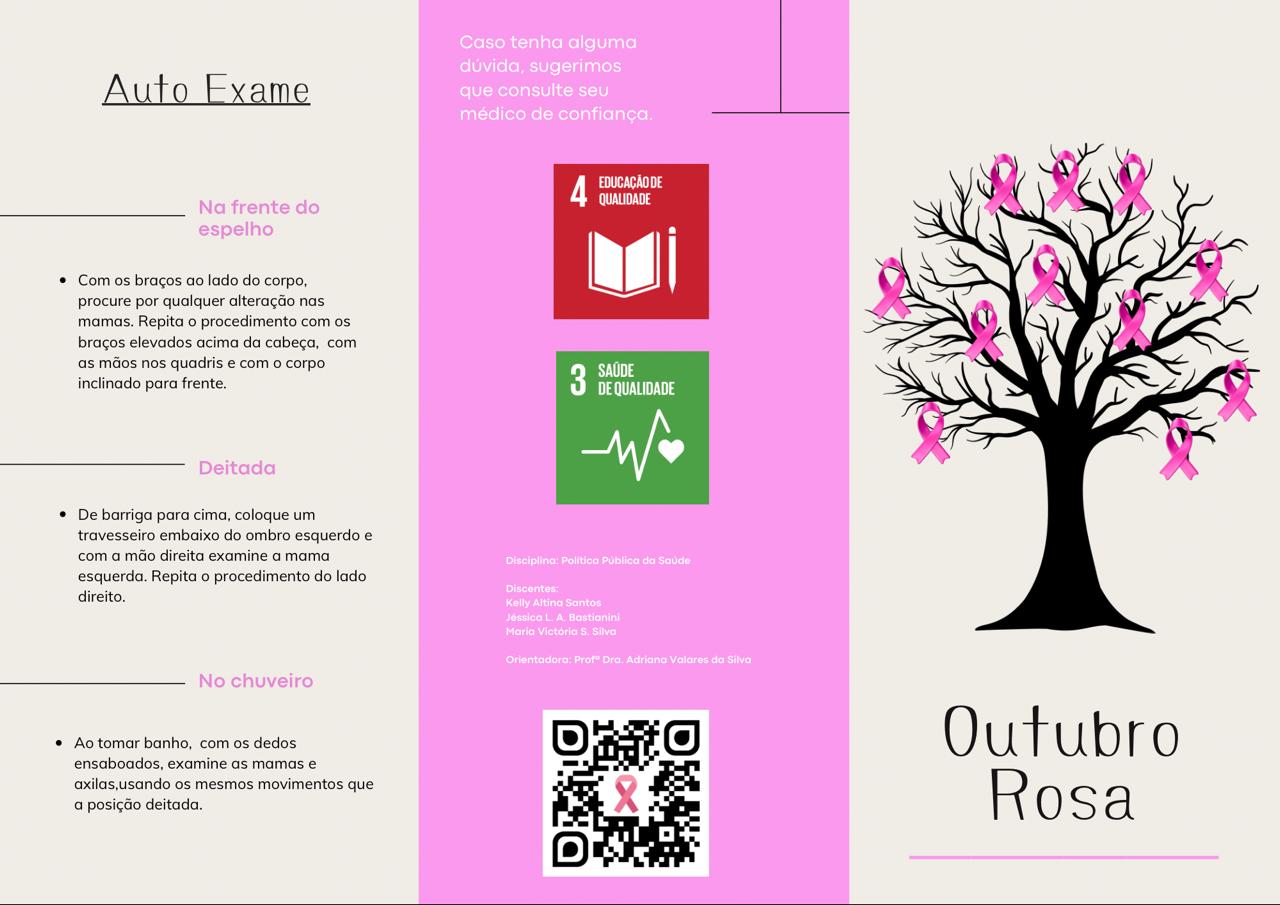 Auto Exame
Na frente do
espelho
• Com os braços ao lado do corpo,
procure por qualquer alteração nas
mamas. Repita o procedimento com os
braços elevados acima da cabeça,  com
as mãos nos quadris e com o corpo
inclinado para frente.
Deitada
• De barriga para cima, coloque um
travesseiro embaixo do ombro esquerdo e
com a mão direita examine a mama
esquerda. Repita o procedimento do lado
direito.
No chuveiro
• Ao tomar banho,  com os dedos
ensaboados, examine as mamas e
axilas,usando os mesmos movimentos que
a posição deitada.
Caso tenha alguma
dúvida, sugerimos
que consulte seu
médico de confiança.
4 EDUCAÇÃO DE
QUALIDADE
3 SAÚDE
DE QUALIDADE
Disciplina: Política Pública da Saúde
Discentes:
Kelly Altina Santos
Jéssica L. A. Bastianini
Maria Victória S. Silva
Orientadora: Profª Dra. Adriana Valares da Silva
Outubro
Rosa